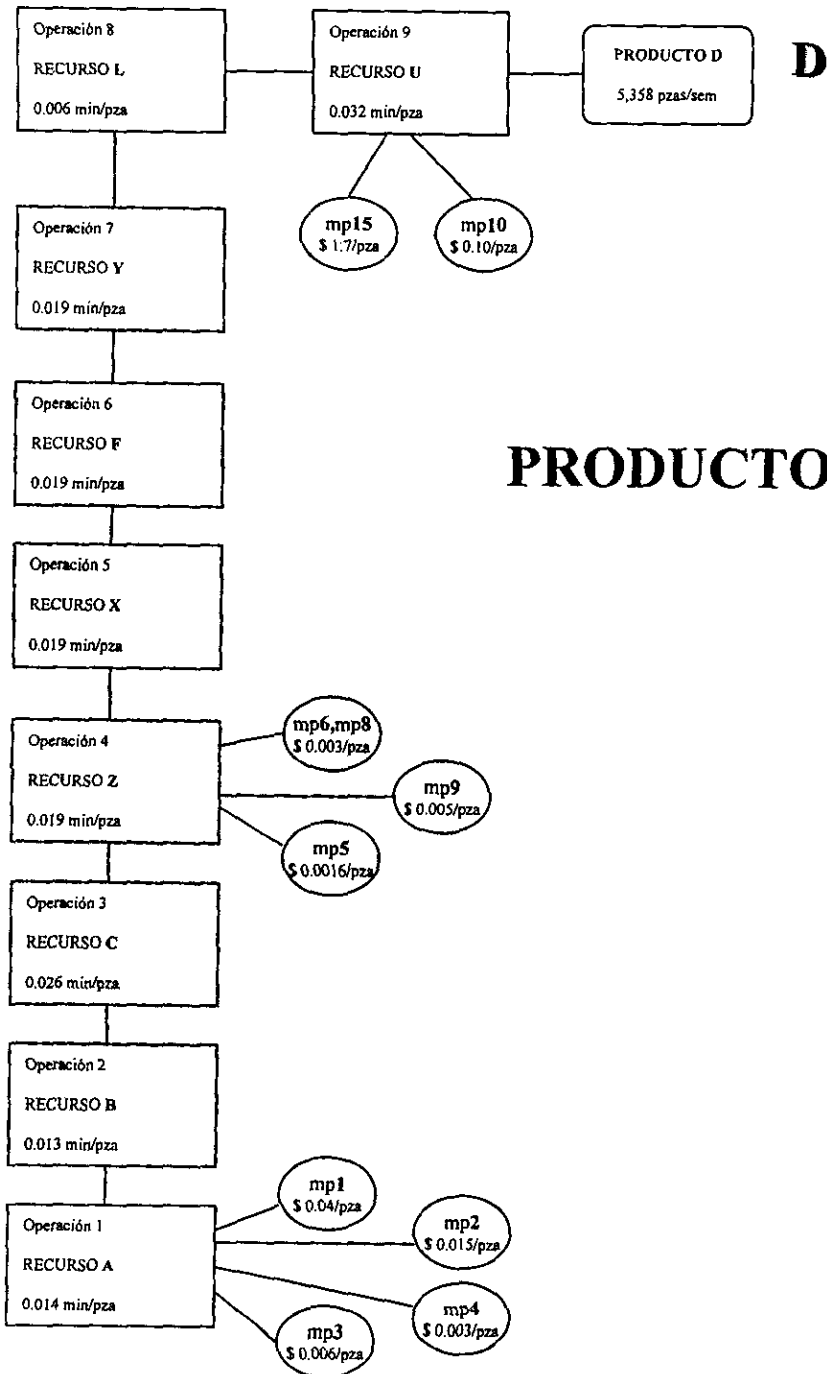 Operación 8
RECURSO L
0.006 min/pza
Operación 9
RECURSO U
0.032 min/pza
PRODUCTO D
5,358 pzas/sem
D
mp15
$ 1.7/pza
mp10
$ 0.10/pza
Operación 7
RECURSO Y
0.019 min/pza
Operación 6
RECURSO F
0.019 min/pza
PRODUCTO
Operación 5
RECURSO X
0.019 min/pza
Operación 4
RECURSO Z
0.019 min/pza
mp6,mp8
$ 0.003/pza
mp9
$ 0.005/pza
mp5
$ 0.0016/pza
Operación 3
RECURSO C
0.026 min/pza
Operación 2
RECURSO B
0.013 min/pza
Operación 1
RECURSO A
0.014 min/pza
mp1
$ 0.04/pza
mp2
$ 0.015/pza
mp4
$ 0.003/pza
mp3
$ 0.006/pza